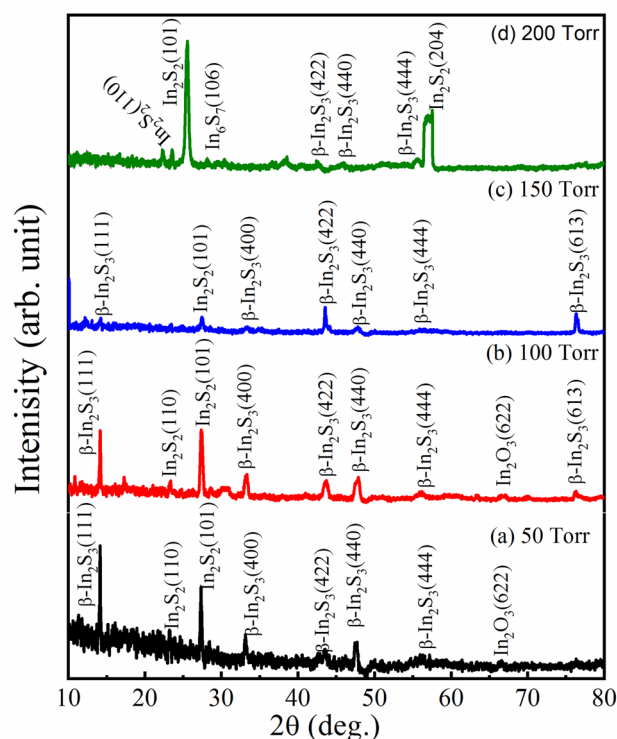 (d) 200 Torr
In₂S₂(110)
In₂S₂(101)
In₆S₇(106)
β-In₂S₃(422)
β-In₂S₃(440)
β-In₂S₃(444)
In₂S₂(204)
(c) 150 Torr
β-In₂S₃(111)
In₂S₂(101)
β-In₂S₃(400)
β-In₂S₃(422)
β-In₂S₃(440)
β-In₂S₃(444)
β-In₂S₃(613)
(b) 100 Torr
β-In₂S₃(111)
In₂S₂(110)
In₂S₂(101)
β-In₂S₃(400)
β-In₂S₃(422)
β-In₂S₃(440)
β-In₂S₃(444)
In₂O₃(622)
β-In₂S₃(613)
(a) 50 Torr
β-In₂S₃(111)
In₂S₂(110)
In₂S₂(101)
β-In₂S₃(400)
β-In₂S₃(422)
β-In₂S₃(440)
β-In₂S₃(444)
In₂O₃(622)
Intenisity (arb. unit)
10 20 30 40 50 60 70 80
2θ (deg.)